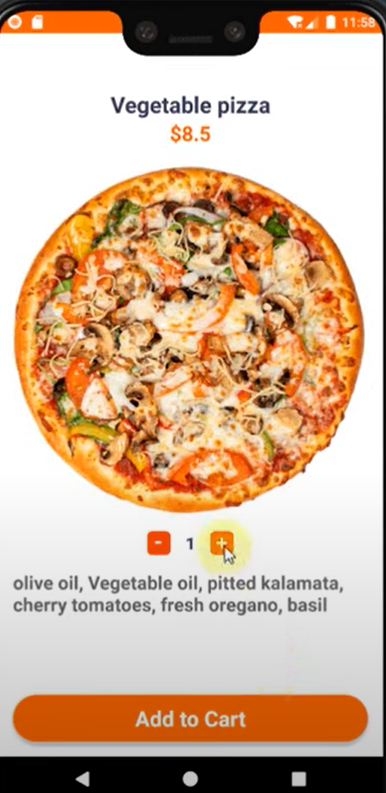 11:58
Vegetable pizza
$8.5
- 1 +
olive oil, Vegetable oil, pitted kalamata,
cherry tomatoes, fresh oregano, basil
Add to Cart